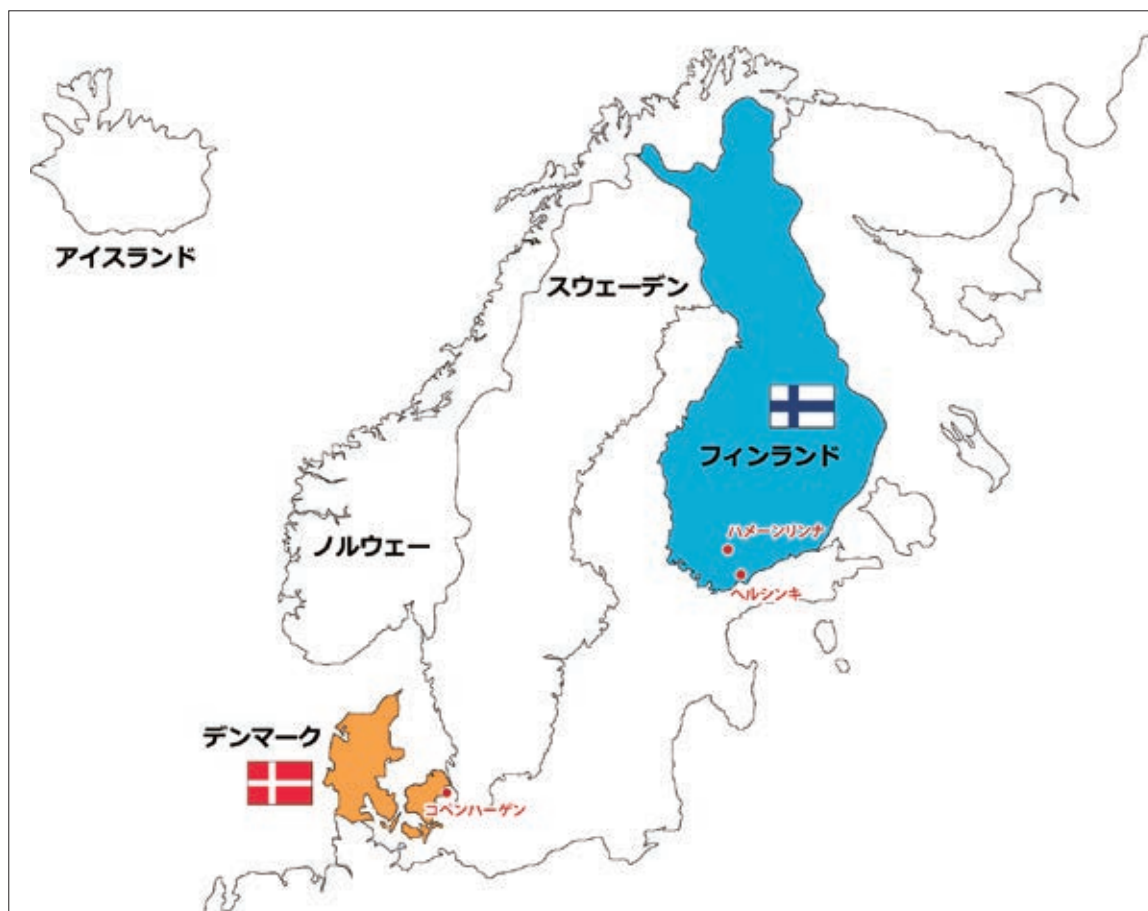 アイスランド
スウェーデン
フィンランド
ハメーンリンナ
ノルウェー
ヘルシンキ
デンマーク
コペンハーゲン